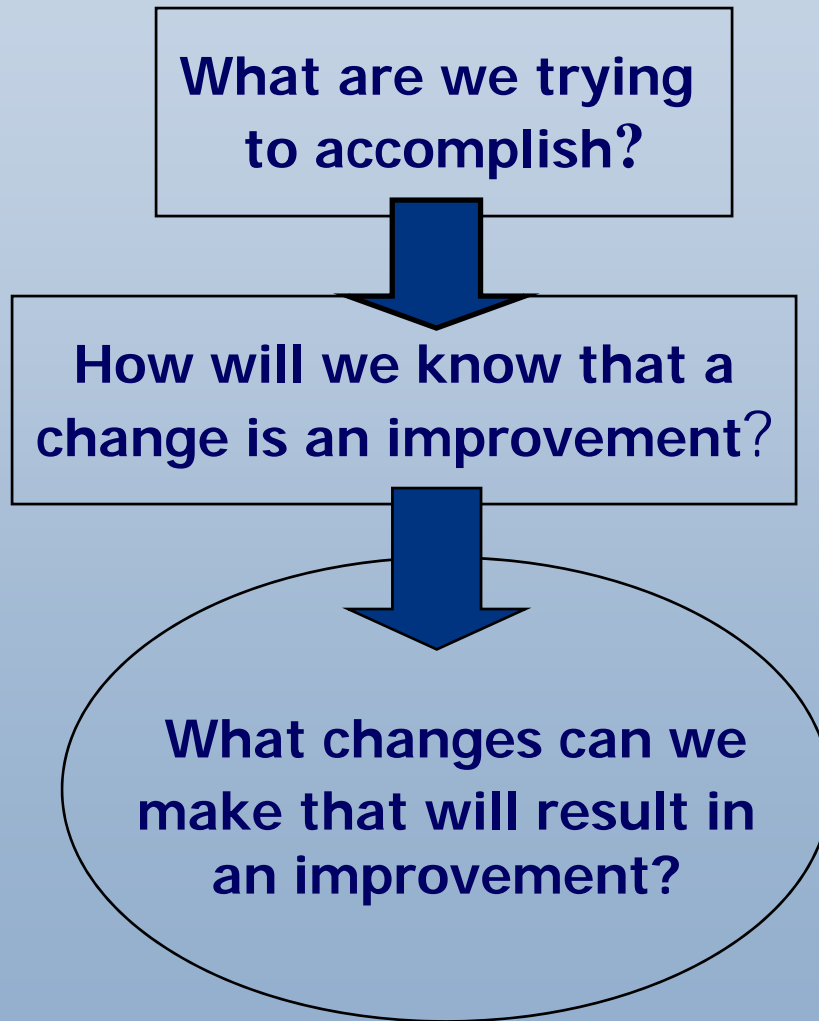 What are we trying
to accomplish?
How will we know that a
change is an improvement?
What changes can we
make that will result in
an improvement?